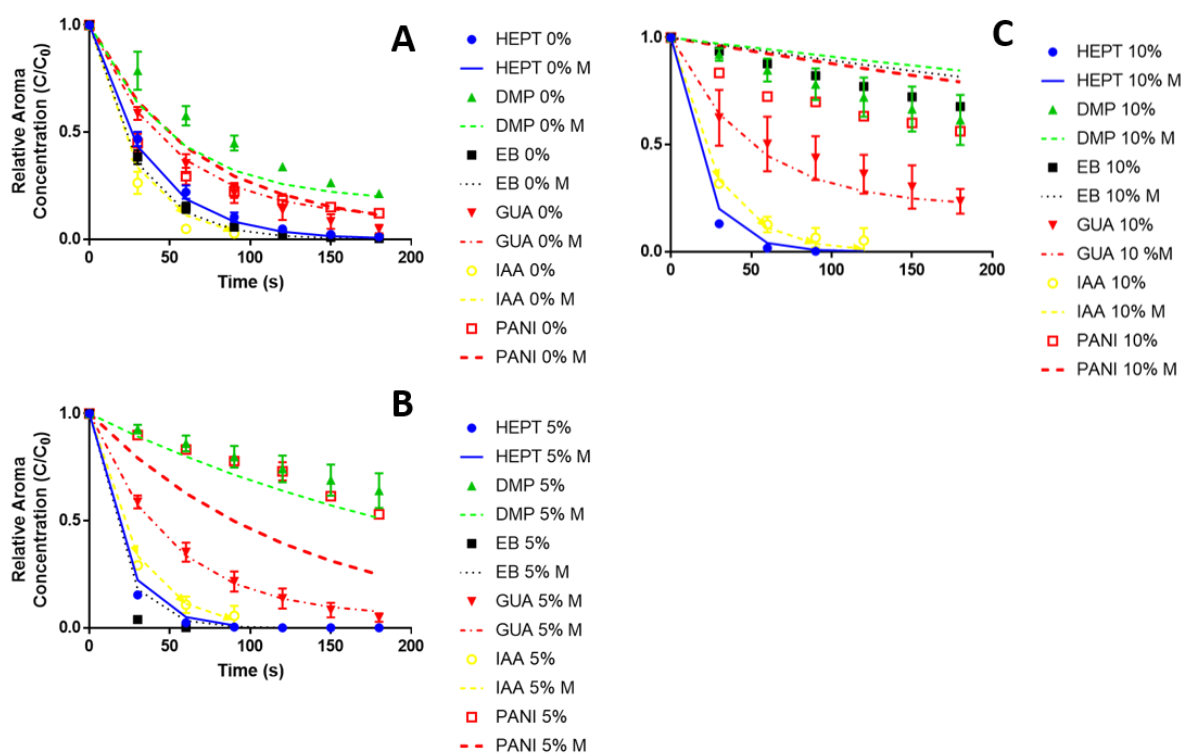 A
Relative Aroma
Concentration (C/C0)
1.0
0.5
0.0
0
50
100
150
200
Time (s)
HEPT 0%
HEPT 0% M
DMP 0%
DMP 0% M
EB 0%
EB 0% M
GUA 0%
GUA 0% M
IAA 0%
IAA 0% M
PANI 0%
PANI 0% M
C
1.0
0.5
0.0
0
50
100
150
200
Time (s)
HEPT 10%
HEPT 10% M
DMP 10%
DMP 10% M
EB 10%
EB 10% M
GUA 10%
GUA 10 %M
IAA 10%
IAA 10% M
PANI 10%
PANI 10% M
B
Relative Aroma
Concentration (C/C0)
1.0
0.5
0.0
0
50
100
150
200
Time (s)
HEPT 5%
HEPT 5% M
DMP 5%
DMP 5% M
EB 5%
EB 5% M
GUA 5%
GUA 5% M
IAA 5%
IAA 5% M
PANI 5%
PANI 5% M